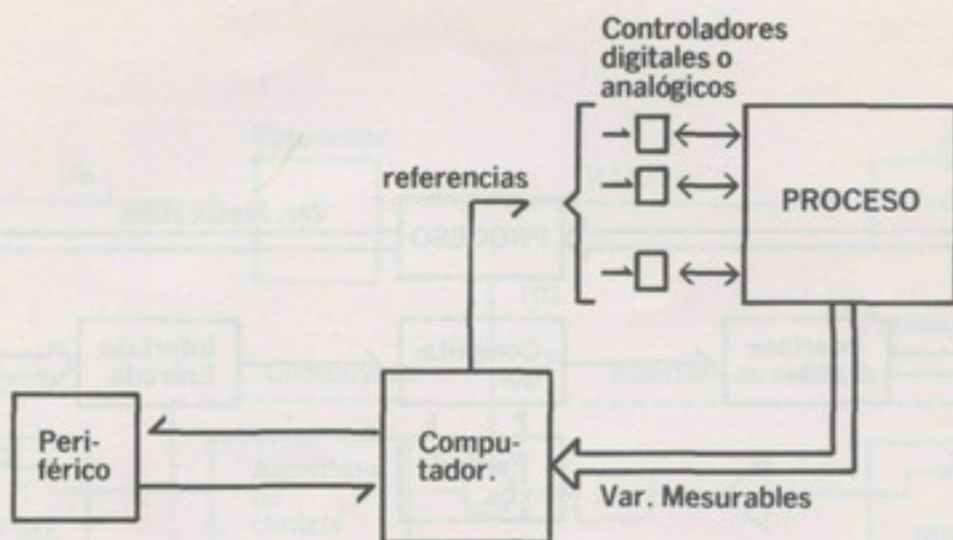 Controladores
digitales o
analógicos
referencias
PROCESO
Peri-
férico
Compu-
tador.
Var. Mesurables